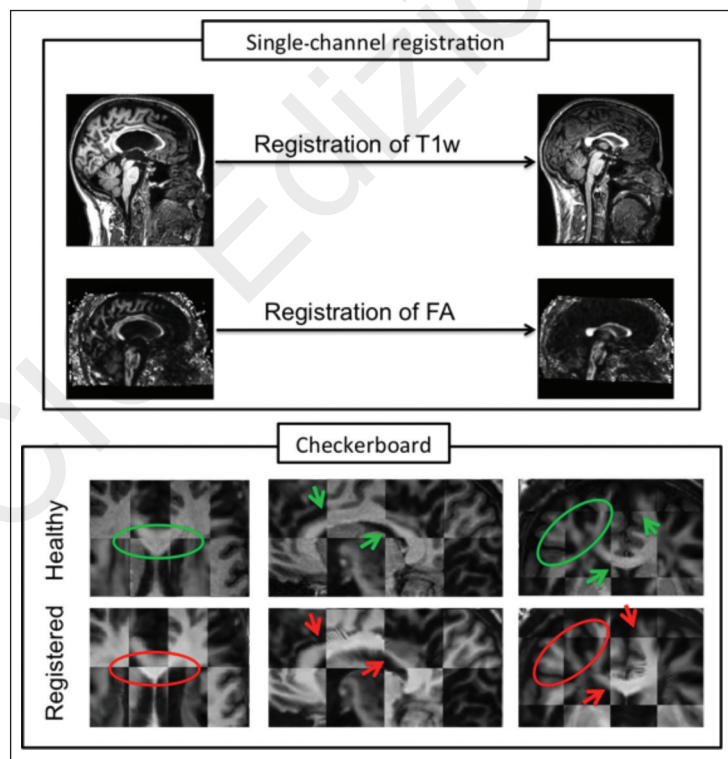 Single-channel registration
Registration of T1w
Registration of FA
Checkerboard
Healthy
Registered